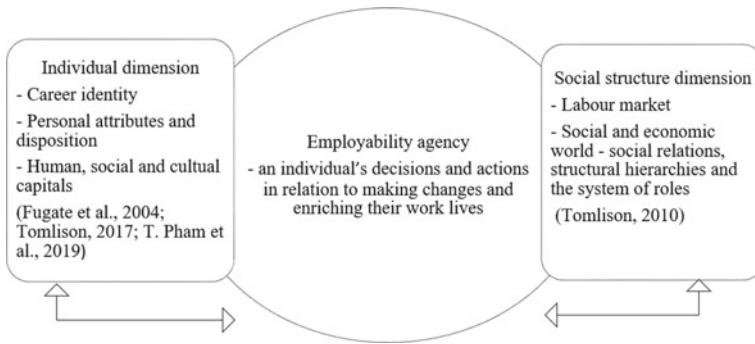 Individual dimension
- Career identity
- Personal attributes and
disposition
- Human, social and cultual
capitals
(Fugate et al., 2004;
Tomlison, 2017; T. Pham et
al., 2019)
Employability agency
- an individual's decisions and actions
in relation to making changes and
enriching their work lives
Social structure dimension
- Labour market
- Social and economic
world - social relations,
structural hierarchies and
the system of roles
(Tomlison, 2010)